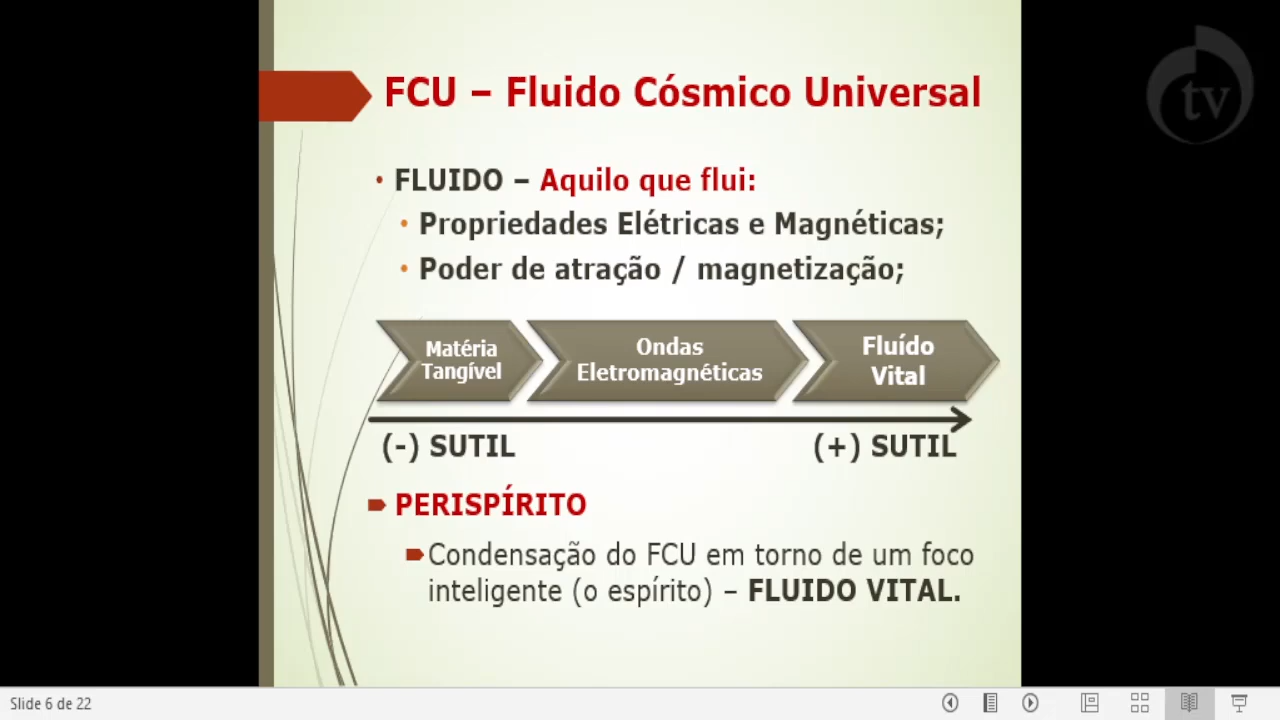 tv
FCU – Fluido Cósmico Universal
• FLUIDO – Aquilo que flui:
• Propriedades Elétricas e Magnéticas;
• Poder de atração / magnetização;
Matéria
Tangível
Ondas
Eletromagnéticas
Fluído
Vital
(-) SUTIL
(+) SUTIL
PERISPÍRITO
Condensação do FCU em torno de um foco
inteligente (o espírito) – FLUIDO VITAL.
Slide 6 de 22